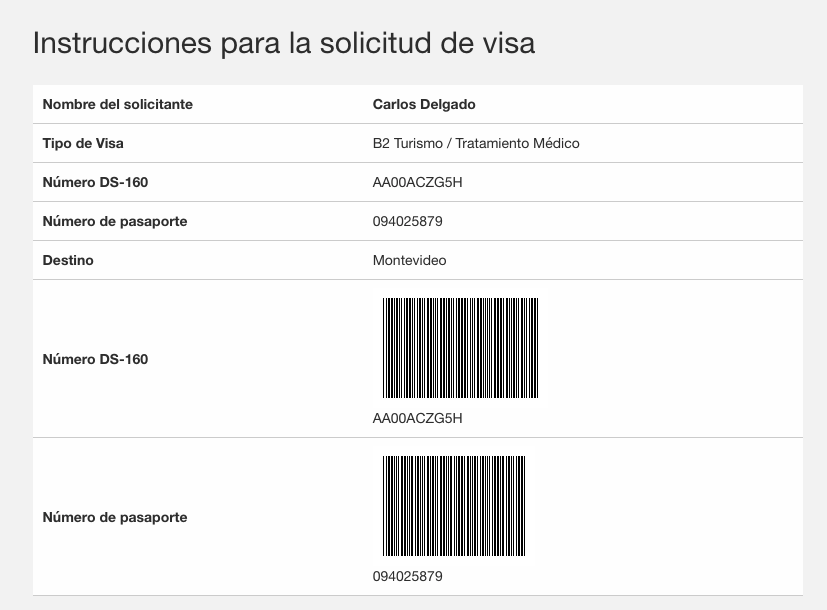 Instrucciones para la solicitud de visa
Nombre del solicitante Carlos Delgado
Tipo de Visa B2 Turismo / Tratamiento Médico
Número DS-160 AA00ACZG5H
Número de pasaporte 094025879
Destino Montevideo
Número DS-160
AA00ACZG5H
Número de pasaporte
094025879